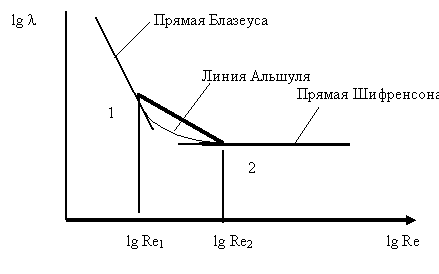 lg λ
Прямая Блазеуса
Линия Альшуля
Прямая Шифренсона
1
2
lg Re1
lg Re2
lg Re